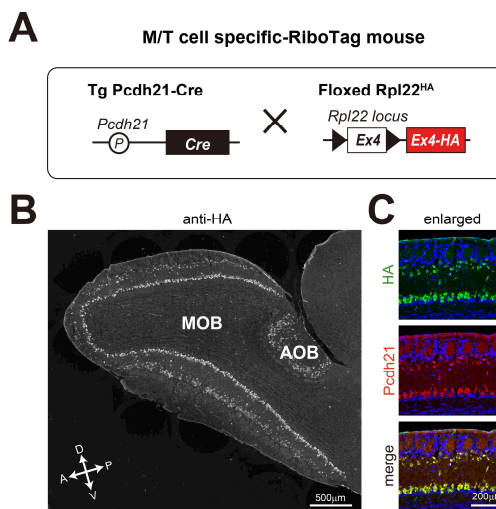 A
M/T cell specific-RiboTag mouse
Tg Pcdh21-Cre
Floxed Rpl22HA
Pcdh21
P
Cre
Rpl22 locus
Ex4
Ex4-HA
B
anti-HA
MOB
AOB
D
A
P
V
500μm
C
enlarged
HA
Pcdh21
merge
200μm